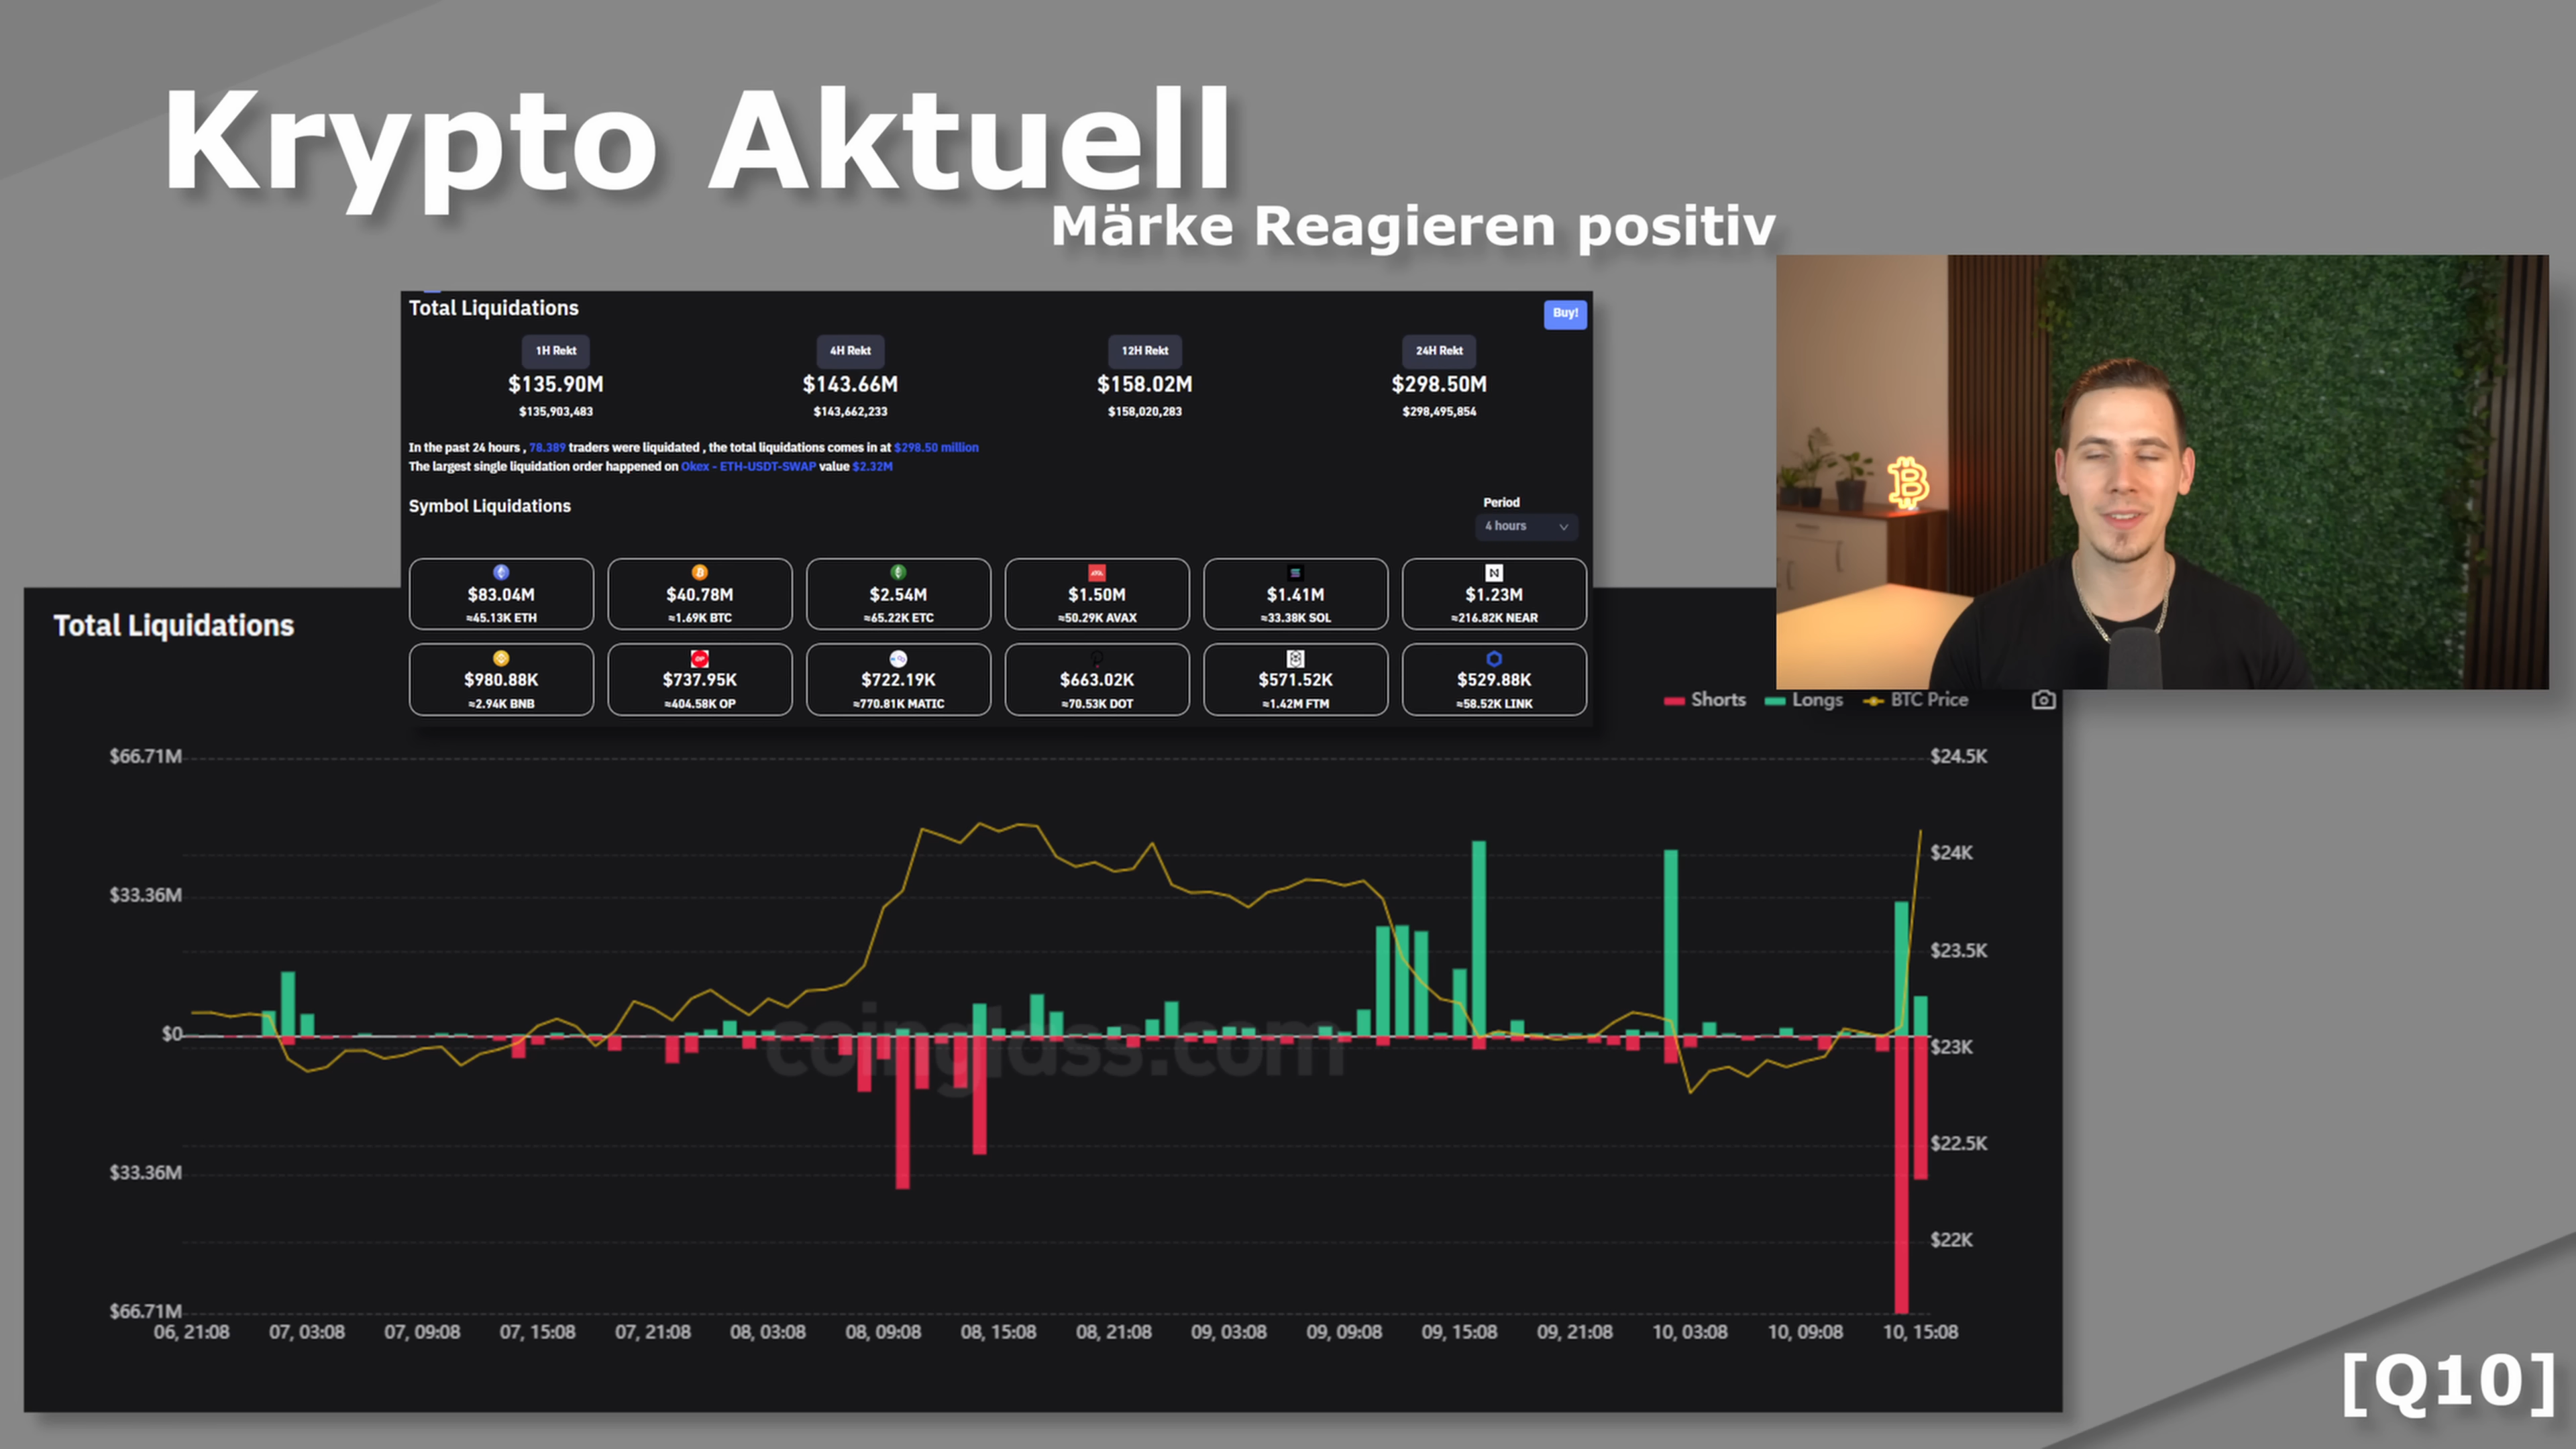 Krypto Aktuell
Märke Reagieren positiv
Total Liquidations
Buy!
1H Rekt 4H Rekt 12H Rekt 24H Rekt
$135.90M $143.66M $158.02M $298.50M
$135,903,483 $143,662,233 $158,020,283 $298,495,854
In the past 24 hours , 78.389 traders were liquidated , the total liquidations comes in at $298.50 million
The largest single liquidation order happened on Okex - ETH-USDT-SWAP value $2.32M
Symbol Liquidations
Period
4 hours
$83.04M $40.78M $2.54M $1.50M $1.41M $1.23M
≈45.13K ETH ≈1.69K BTC ≈65.22K ETC ≈50.29K AVAX ≈33.38K SOL ≈216.82K NEAR
$980.88K $737.95K $722.19K $663.02K $571.52K $529.88K
≈2.94K BNB ≈404.58K OP ≈770.81K MATIC ≈70.53K DOT ≈1.42M FTM ≈58.52K LINK
Total Liquidations
Shorts Longs BTC Price
$66.71M $24.5K
$24K
$33.36M
$23.5K
$0
$23K
coinglass.com
$22.5K
$33.36M
$22K
$66.71M
06, 21:08 07, 03:08 07, 09:08 07, 15:08 07, 21:08 08, 03:08 08, 09:08 08, 15:08 08, 21:08 09, 03:08 09, 09:08 09, 15:08 09, 21:08 10, 03:08 10, 09:08 10, 15:08
[Q10]